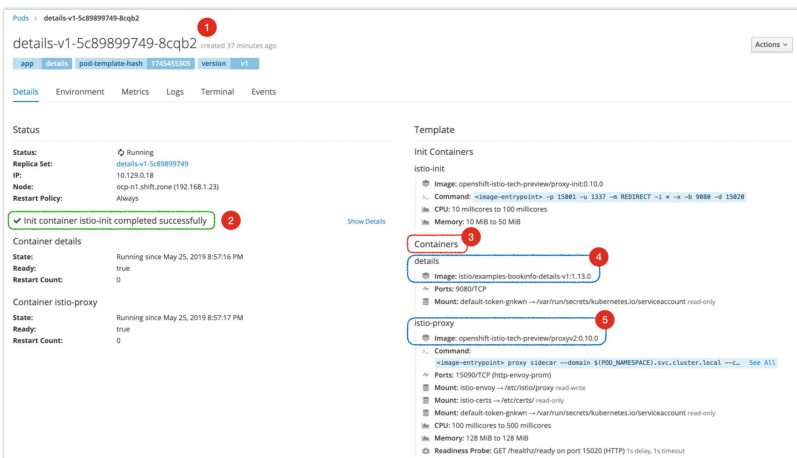 Pods › details-v1-5c89899749-8cqb2
1
details-v1-5c89899749-8cqb2 created 37 minutes ago
Actions
app details pod-template-hash 1745455305 version v1
Details Environment Metrics Logs Terminal Events
Status
Status: Running
Replica Set: details-v1-5c89899749
IP: 10.129.0.18
Node: ocp-n1.shift.zone (192.168.1.23)
Restart Policy: Always
Init container istio-init completed successfully 2 Show Details
Container details
State: Running since May 25, 2019 8:57:16 PM
Ready: true
Restart Count: 0
Container istio-proxy
State: Running since May 25, 2019 8:57:17 PM
Ready: true
Restart Count: 0
Template
Init Containers
istio-init
Image: openshift-istio-tech-preview/proxy-init:0.10.0
<image-entrypoint> -p 15001 -u 1337 -m REDIRECT -i * -x -b 9080 -d 15020
CPU: 10 millicores to 100 millicores
Memory: 10 MiB to 50 MiB
Containers 3
details 4
Image: istio/examples-bookinfo-details-v1:1.13.0
Ports: 9080/TCP
Mount: default-token-gnkwn → /var/run/secrets/kubernetes.io/serviceaccount read-only
istio-proxy 5
Image: openshift-istio-tech-preview/proxyv2:0.10.0
Command:
<image-entrypoint> proxy sidecar --domain $(POD_NAMESPACE).svc.cluster.local --c… See All
Ports: 15090/TCP (http-envoy-prom)
Mount: istio-envoy → /etc/istio/proxy read-write
Mount: istio-certs → /etc/certs/ read-only
Mount: default-token-gnkwn → /var/run/secrets/kubernetes.io/serviceaccount read-only
CPU: 100 millicores to 500 millicores
Memory: 128 MiB to 128 MiB
Readiness Probe: GET /healthz/ready on port 15020 (HTTP) 1s delay, 1s timeout